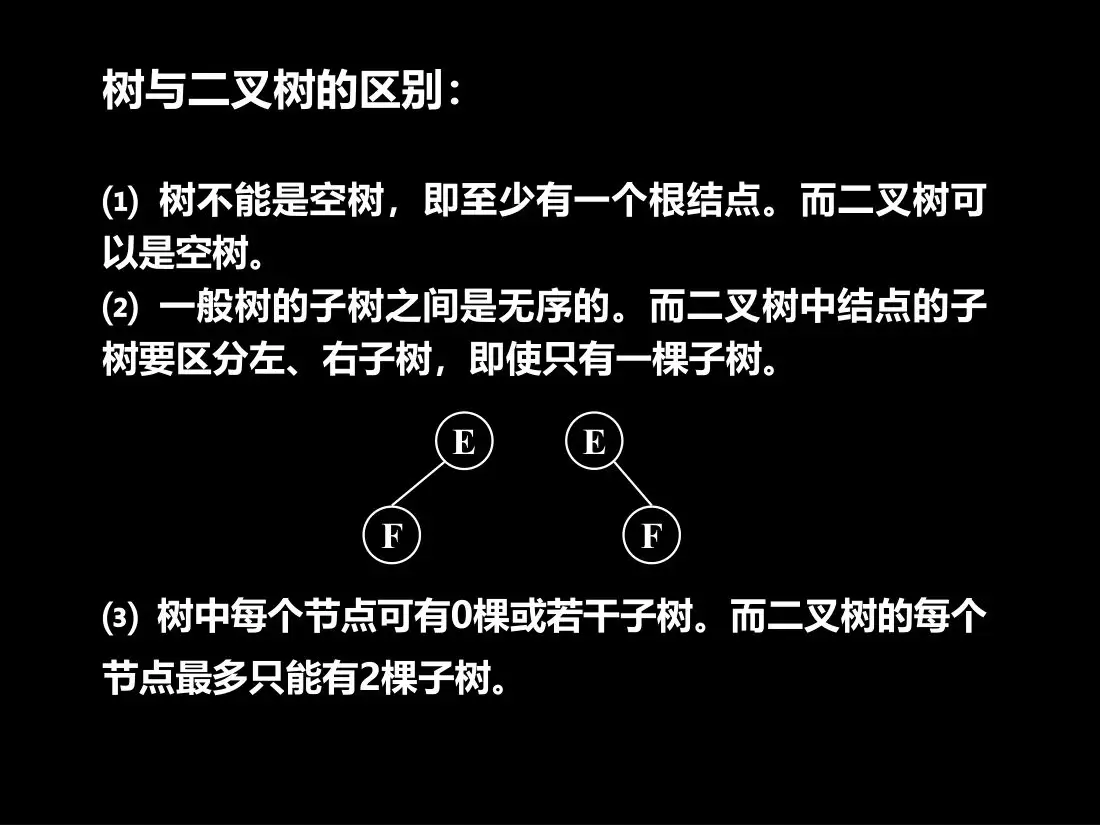 树与二叉树的区别：
⑴ 树不能是空树，即至少有一个根结点。而二叉树可
以是空树。
⑵ 一般树的子树之间是无序的。而二叉树中结点的子
树要区分左、右子树，即使只有一棵子树。
E E
F F
⑶ 树中每个节点可有0棵或若干子树。而二叉树的每个
节点最多只能有2棵子树。